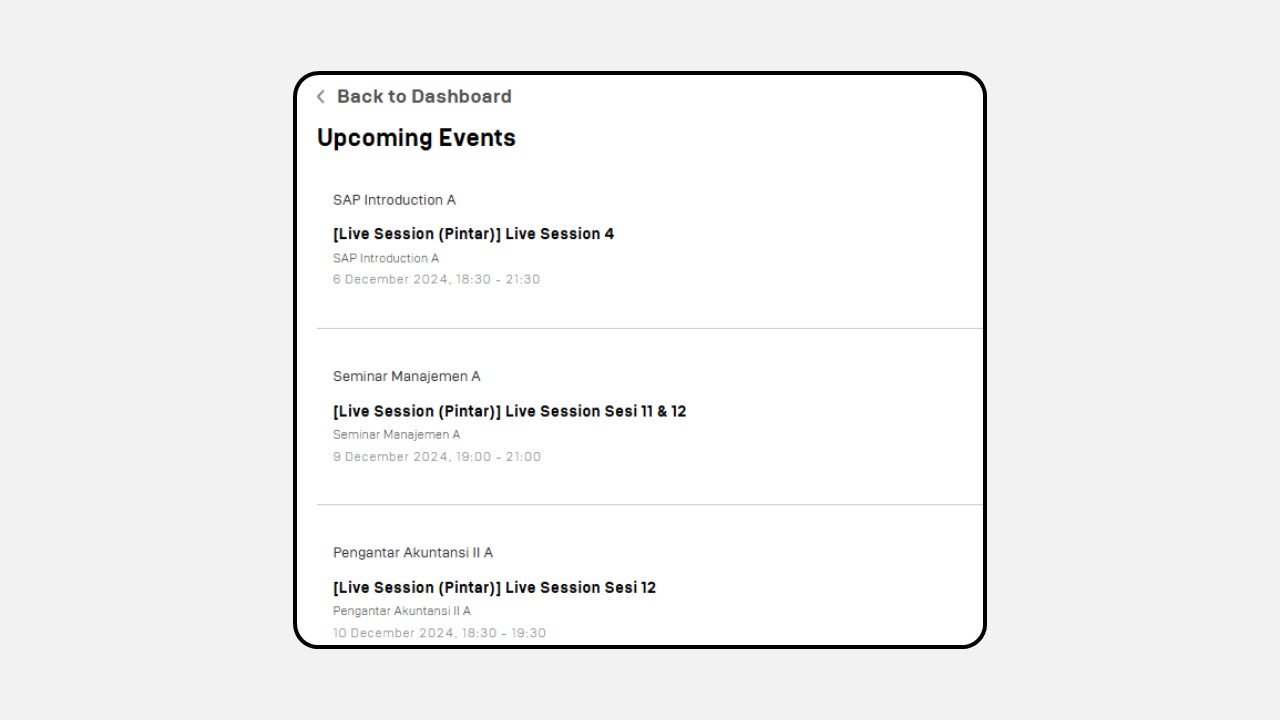 Back to Dashboard
Upcoming Events
SAP Introduction A
[Live Session (Pintar)] Live Session 4
SAP Introduction A
6 December 2024, 18:30 - 21:30
Seminar Manajemen A
[Live Session (Pintar)] Live Session Sesi 11 & 12
Seminar Manajemen A
9 December 2024, 19:00 - 21:00
Pengantar Akuntansi II A
[Live Session (Pintar)] Live Session Sesi 12
Pengantar Akuntansi II A
10 December 2024, 18:30 - 19:30